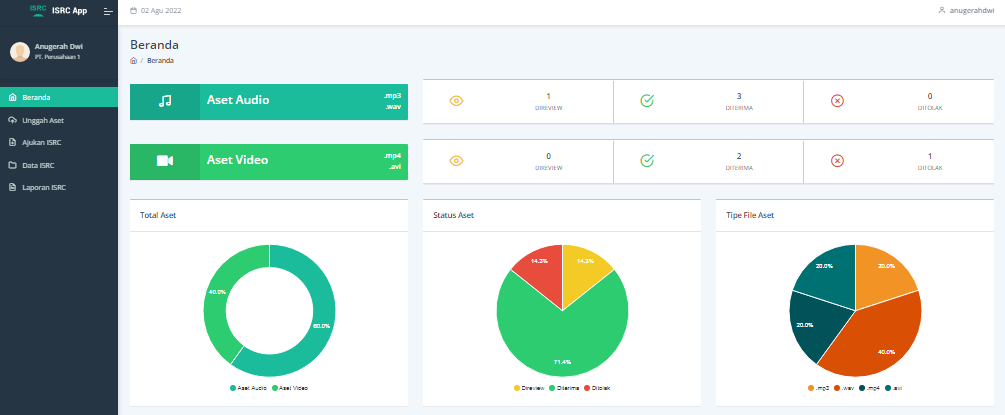 ISRC
ISRC App
02 Agu 2022
anugerahdwi
Anugerah Dwi
PT. Perusahaan 1
Beranda
Unggah Aset
Ajukan ISRC
Data ISRC
Laporan ISRC
Beranda
/ Beranda
Aset Audio
.mp3
.wav
1
DIREVIEW
3
DITERIMA
0
DITOLAK
Aset Video
.mp4
.avi
0
DIREVIEW
2
DITERIMA
1
DITOLAK
Total Aset
40.0%
60.0%
Aset Audio Aset Video
Status Aset
14.3% 14.3%
71.4%
Direview Diterima Ditolak
Tipe File Aset
20.0% 20.0%
20.0%
40.0%
.mp3 .wav .mp4 .avi